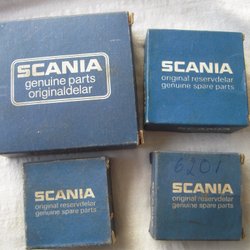 SCANIA
genuine parts
originaldelar
SCANIA
original reservdelar
genuine spare parts
SCANIA
original reservdelar
genuine spare parts
6201
SCANIA
original reservdelar
genuine spare parts